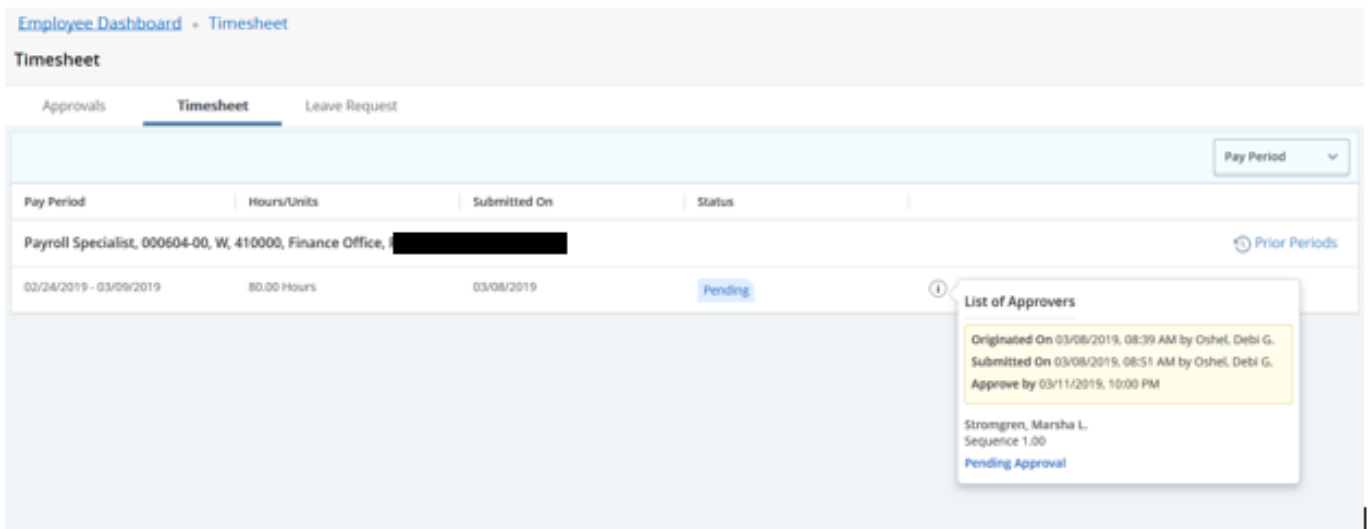 Employee Dashboard • Timesheet
Timesheet
Approvals Timesheet Leave Request
Pay Period
Pay Period Hours/Units Submitted On Status
Payroll Specialist, 000604-00, W, 410000, Finance Office,
Prior Periods
02/24/2019 - 03/09/2019 80.00 Hours 03/08/2019 Pending
List of Approvers
Originated On 03/08/2019, 08:39 AM by Oshel, Debi G.
Submitted On 03/08/2019, 08:51 AM by Oshel, Debi G.
Approve by 03/11/2019, 10:00 PM
Stromgren, Marsha L.
Sequence 1.00
Pending Approval